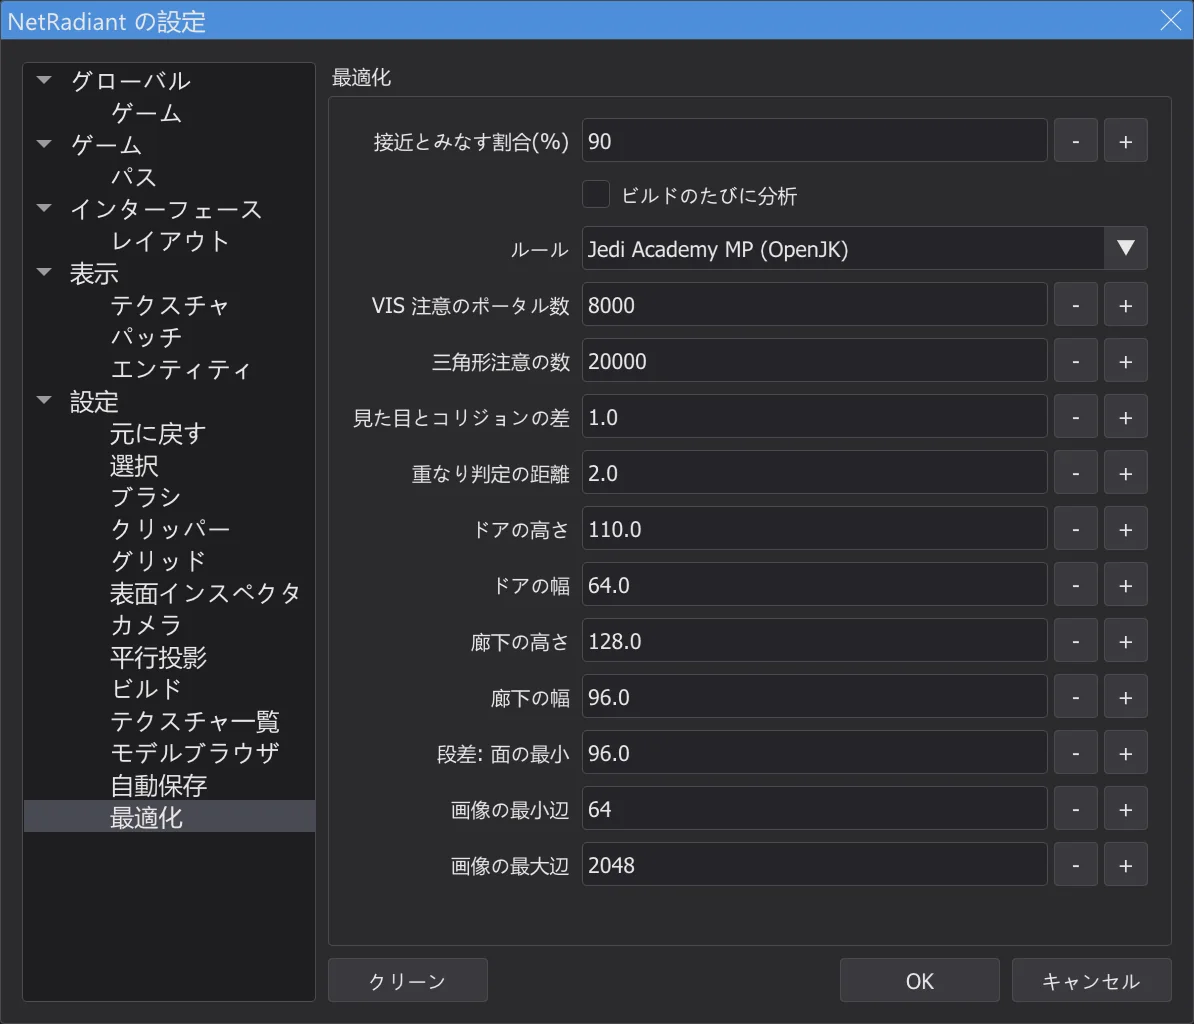 NetRadiant の設定
グローバル
ゲーム
ゲーム
パス
インターフェース
レイアウト
表示
テクスチャ
パッチ
エンティティ
設定
元に戻す
選択
ブラシ
クリッパー
グリッド
表面インスペクタ
カメラ
平行投影
ビルド
テクスチャ一覧
モデルブラウザ
自動保存
最適化
最適化
接近とみなす割合(%) 90 - +
ビルドのたびに分析
ルール Jedi Academy MP (OpenJK)
VIS 注意のポータル数 8000 - +
三角形注意の数 20000 - +
見た目とコリジョンの差 1.0 - +
重なり判定の距離 2.0 - +
ドアの高さ 110.0 - +
ドアの幅 64.0 - +
廊下の高さ 128.0 - +
廊下の幅 96.0 - +
段差: 面の最小 96.0 - +
画像の最小辺 64 - +
画像の最大辺 2048 - +
クリーン OK キャンセル